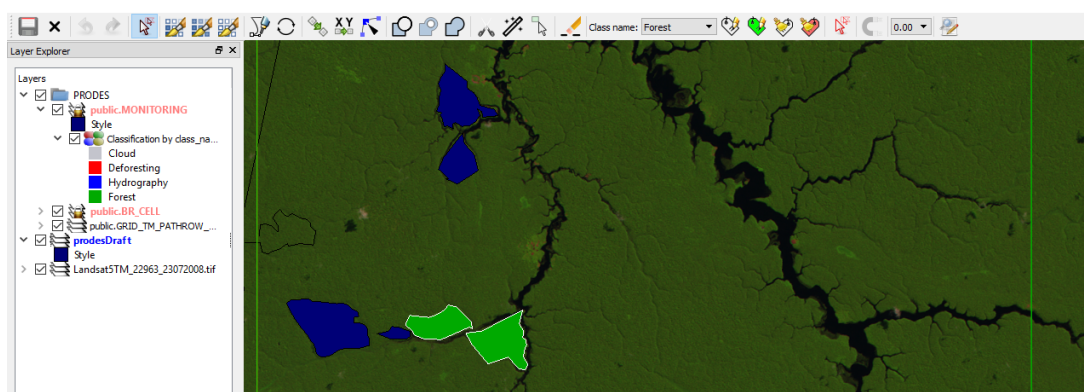 X Y
Class name: Forest
0.00
Layer Explorer
Layers
PRODES
public.MONITORING
Style
Classification by class_na...
Cloud
Deforesting
Hydrography
Forest
public.BR_CELL
public.GRID_TM_PATHROW_...
prodesDraft
Style
Landsat5TM_22963_23072008.tif